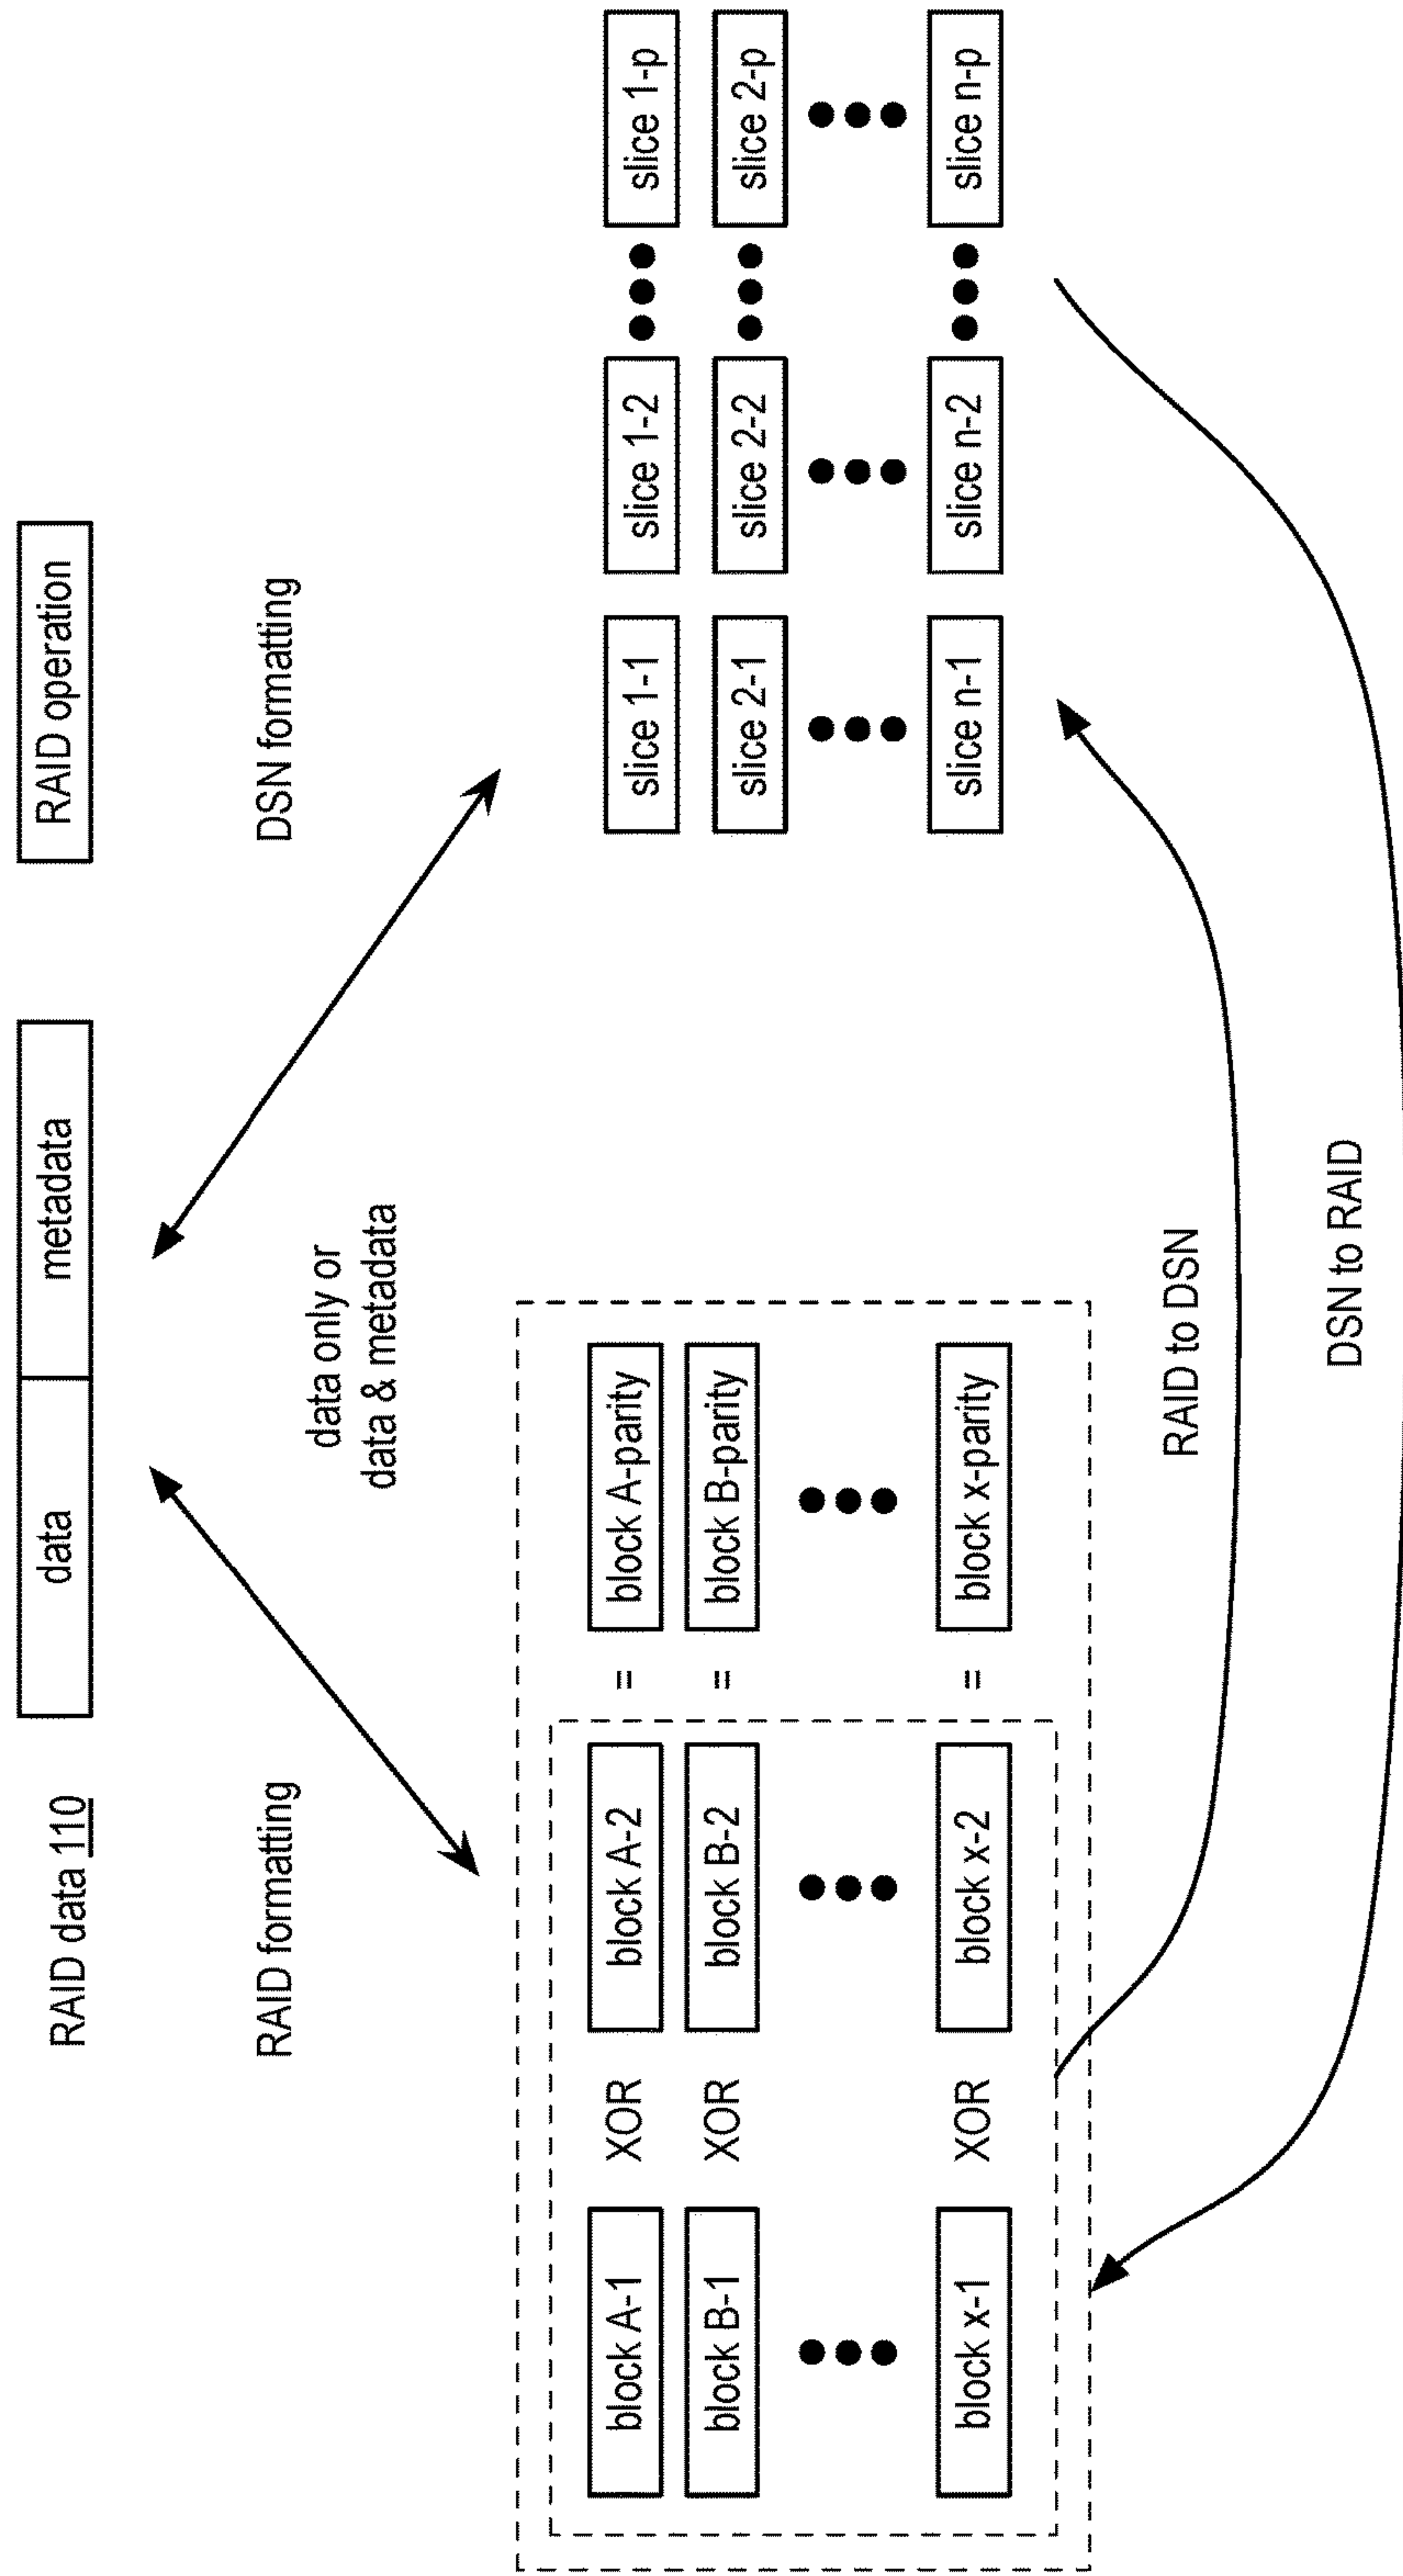 RAID data 110
data
metadata
RAID operation
RAID formatting
DSN formatting
data only or
data & metadata
block A-1 XOR block A-2 = block A-parity
block B-1 XOR block B-2 = block B-parity
block x-1 XOR block x-2 = block x-parity
slice 1-1 slice 1-2 slice 1-p
slice 2-1 slice 2-2 slice 2-p
slice n-1 slice n-2 slice n-p
RAID to DSN
DSN to RAID